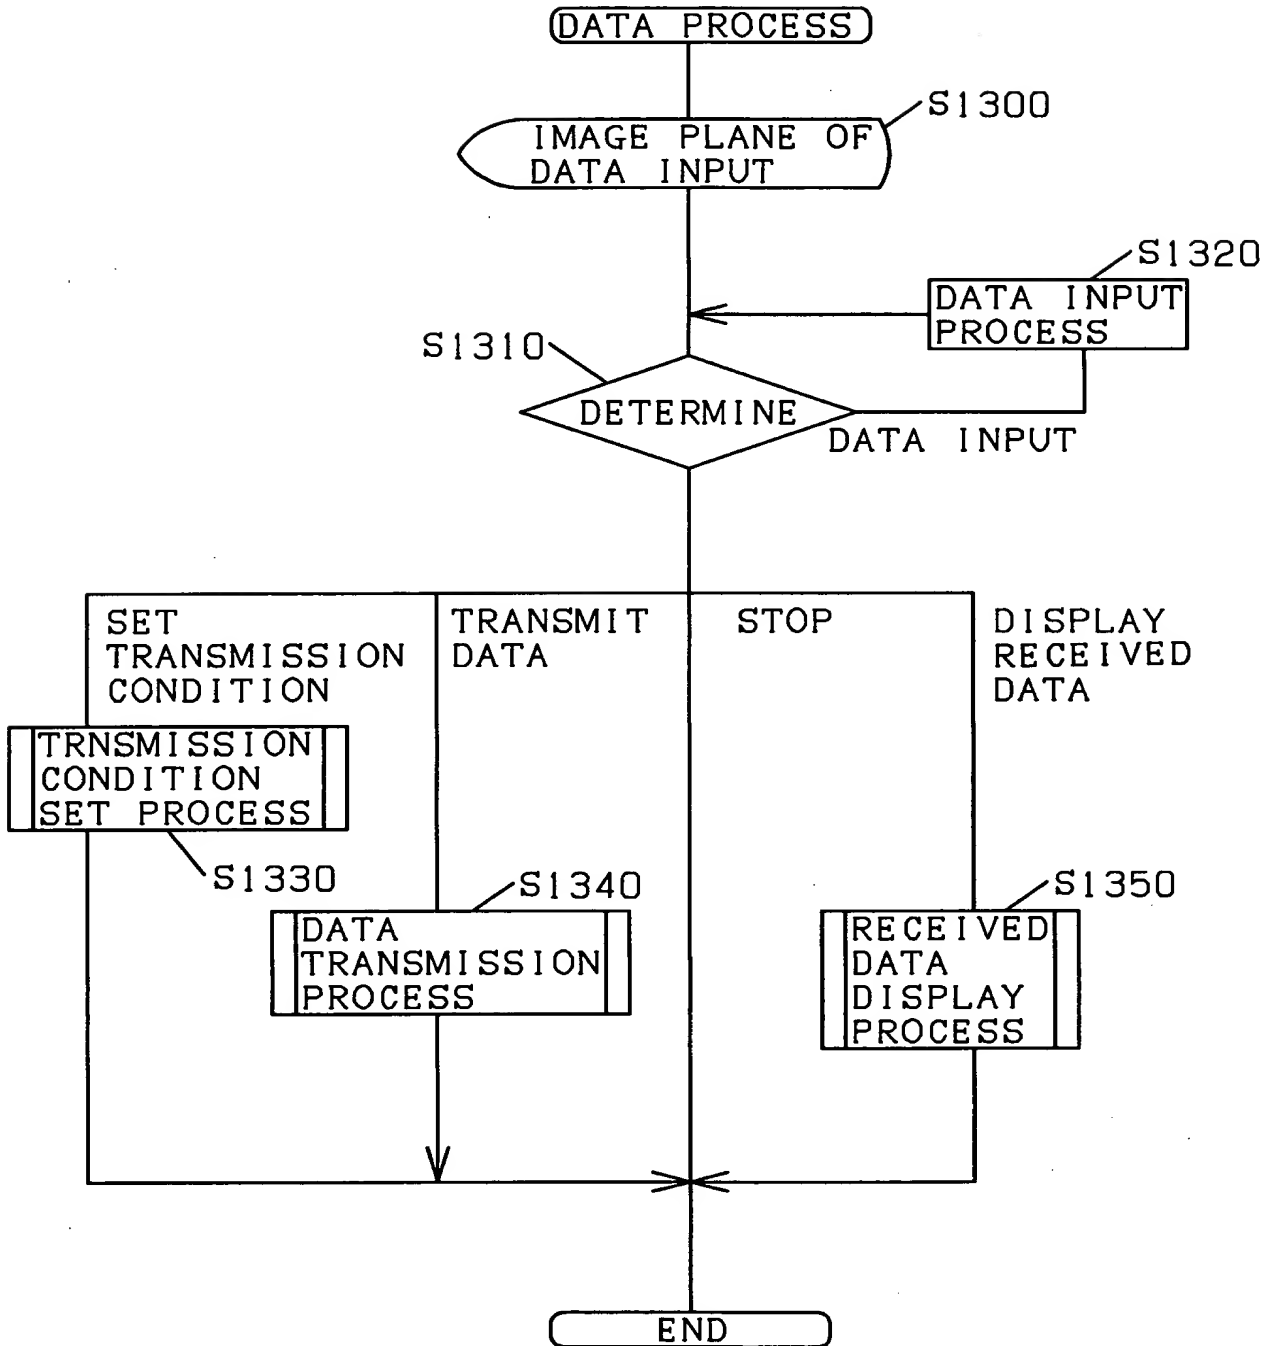 DATA PROCESS
S1300
IMAGE PLANE OF
DATA INPUT
S1320
DATA INPUT
PROCESS
S1310
DETERMINE
DATA INPUT
SET
TRANSMISSION
CONDITION
TRANSMIT
DATA
STOP
DISPLAY
RECEIVED
DATA
TRNSMISSION
CONDITION
SET PROCESS
S1330
S1340
DATA
TRANSMISSION
PROCESS
S1350
RECEIVED
DATA
DISPLAY
PROCESS
END